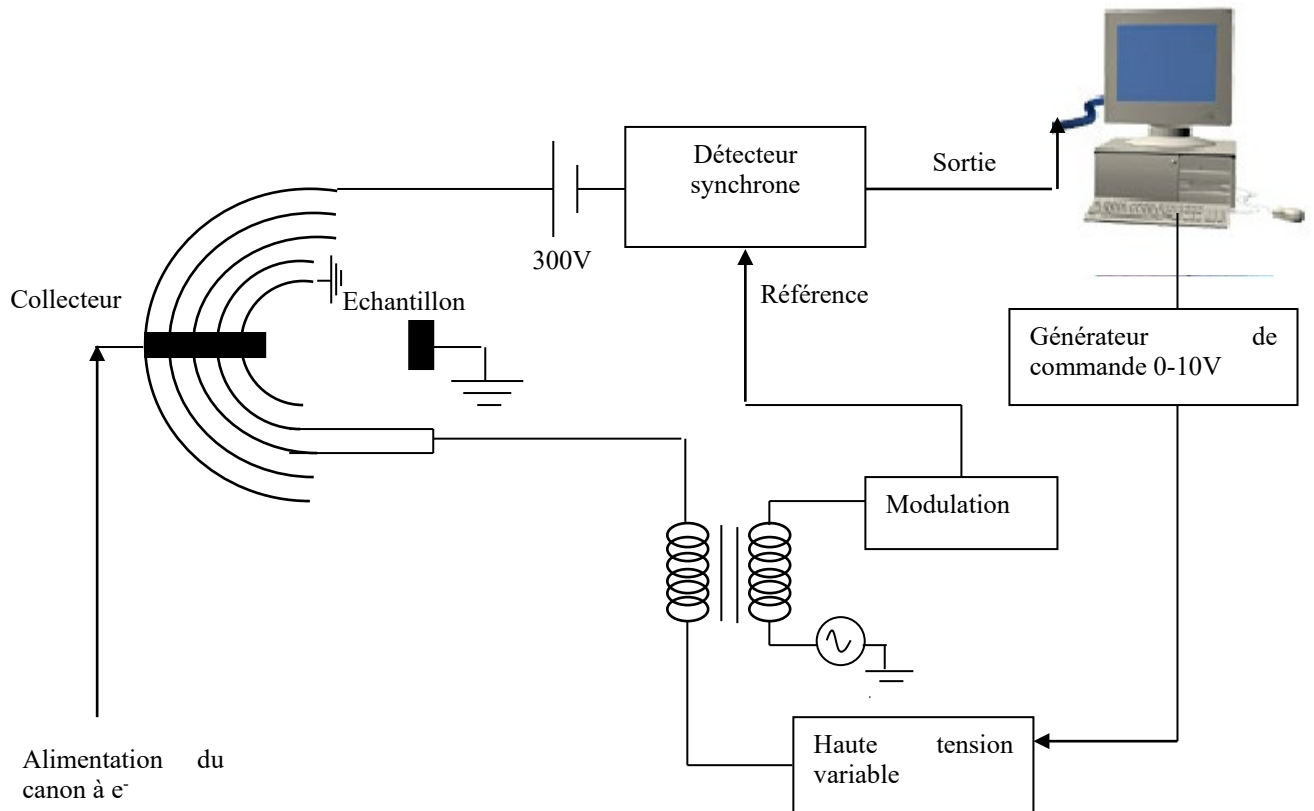 Détecteur
synchrone
Sortie
300V
Collecteur
Echantillon
Référence
Générateur de
commande 0-10V
Modulation
Haute tension
variable
Alimentation du
canon à e-